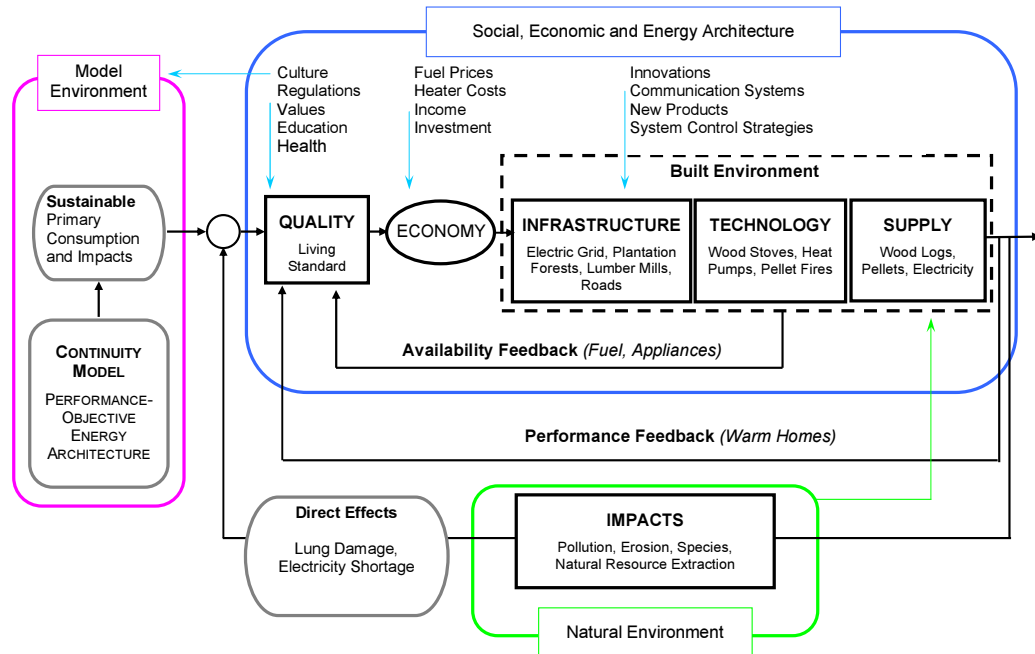 Social, Economic and Energy Architecture
Model
Environment
Culture
Regulations
Values
Education
Health
Fuel Prices
Heater Costs
Income
Investment
Innovations
Communication Systems
New Products
System Control Strategies
Built Environment
Sustainable
Primary
Consumption
and Impacts
QUALITY
Living
Standard
ECONOMY
INFRASTRUCTURE
Electric Grid, Plantation
Forests, Lumber Mills,
Roads
TECHNOLOGY
Wood Stoves, Heat
Pumps, Pellet Fires
SUPPLY
Wood Logs,
Pellets, Electricity
CONTINUITY
MODEL
PERFORMANCE-
OBJECTIVE
ENERGY
ARCHITECTURE
Availability Feedback (Fuel, Appliances)
Performance Feedback (Warm Homes)
Direct Effects
Lung Damage,
Electricity Shortage
IMPACTS
Pollution, Erosion, Species,
Natural Resource Extraction
Natural Environment